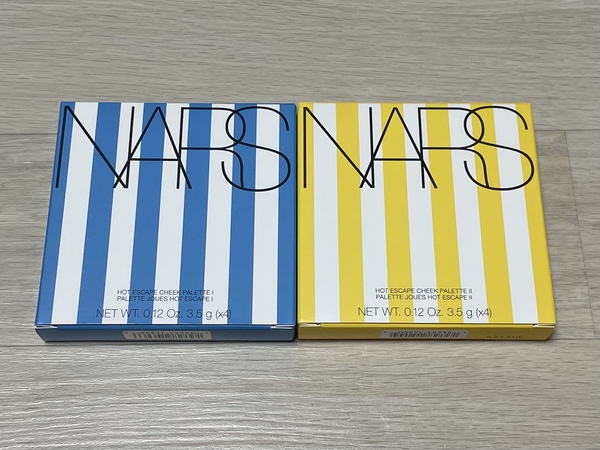 NARS
HOT ESCAPE CHEEK PALETTE I
PALETTE JOUES HOT ESCAPE I
NET WT. 0.12 Oz. 3.5 g (x4)
NARS
HOT ESCAPE CHEEK PALETTE II
PALETTE JOUES HOT ESCAPE II
NET WT. 0.12 Oz. 3.5 g (x4)